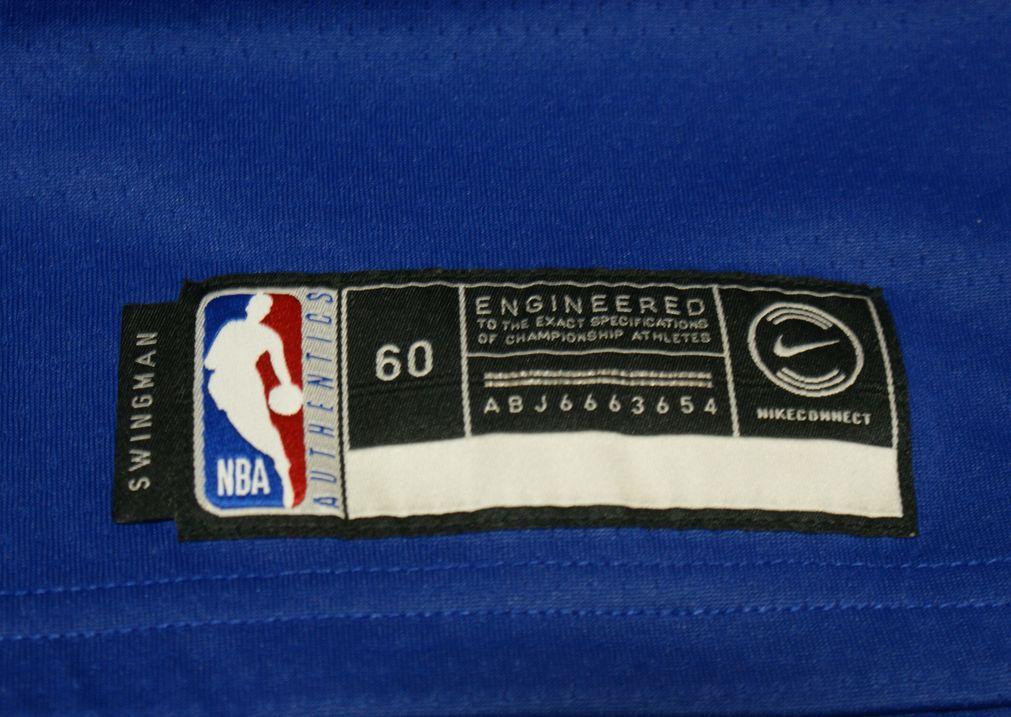 SWINGMAN
NBA
AUTHENTICS
60
ENGINEERED
TO THE EXACT SPECIFICATIONS
OF CHAMPIONSHIP ATHLETES
ABJ6663654
NIKECONNECT